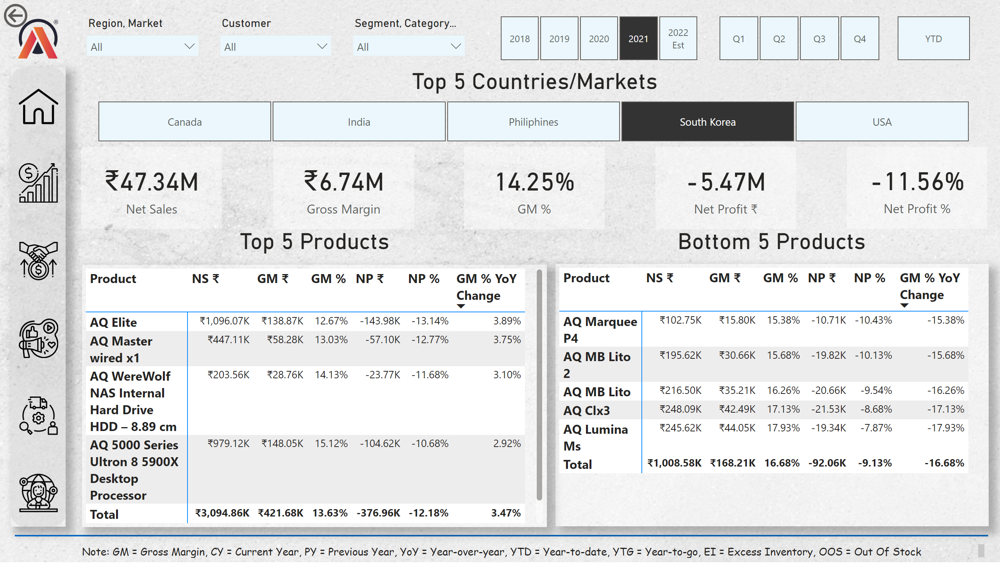 ®
Region, Market
Customer
Segment, Category...
All
All
All
2018
2019
2020
2021
2022
Est
Q1
Q2
Q3
Q4
YTD
Top 5 Countries/Markets
Canada
India
Philiphines
South Korea
USA
₹47.34M
Net Sales
₹6.74M
Gross Margin
14.25%
GM %
-5.47M
Net Profit ₹
-11.56%
Net Profit %
Top 5 Products
Product NS ₹ GM ₹ GM % NP ₹ NP % GM % YoY
Change
AQ Elite ₹1,096.07K ₹138.87K 12.67% -143.98K -13.14% 3.89%
AQ Master ₹447.11K ₹58.28K 13.03% -57.10K -12.77% 3.75%
wired x1
AQ WereWolf ₹203.56K ₹28.76K 14.13% -23.77K -11.68% 3.10%
NAS Internal
Hard Drive
HDD – 8.89 cm
AQ 5000 Series ₹979.12K ₹148.05K 15.12% -104.62K -10.68% 2.92%
Ultron 8 5900X
Desktop
Processor
Total ₹3,094.86K ₹421.68K 13.63% -376.96K -12.18% 3.47%
Bottom 5 Products
Product NS ₹ GM ₹ GM % NP ₹ NP % GM % YoY
Change
AQ Marquee ₹102.75K ₹15.80K 15.38% -10.71K -10.43% -15.38%
P4
AQ MB Lito ₹195.62K ₹30.66K 15.68% -19.82K -10.13% -15.68%
2
AQ MB Lito ₹216.50K ₹35.21K 16.26% -20.66K -9.54% -16.26%
AQ Clx3 ₹248.09K ₹42.49K 17.13% -21.53K -8.68% -17.13%
AQ Lumina ₹245.62K ₹44.05K 17.93% -19.34K -7.87% -17.93%
Ms
Total ₹1,008.58K ₹168.21K 16.68% -92.06K -9.13% -16.68%
Note: GM = Gross Margin, CY = Current Year, PY = Previous Year, YoY = Year-over-year, YTD = Year-to-date, YTG = Year-to-go, EI = Excess Inventory, OOS = Out Of Stock